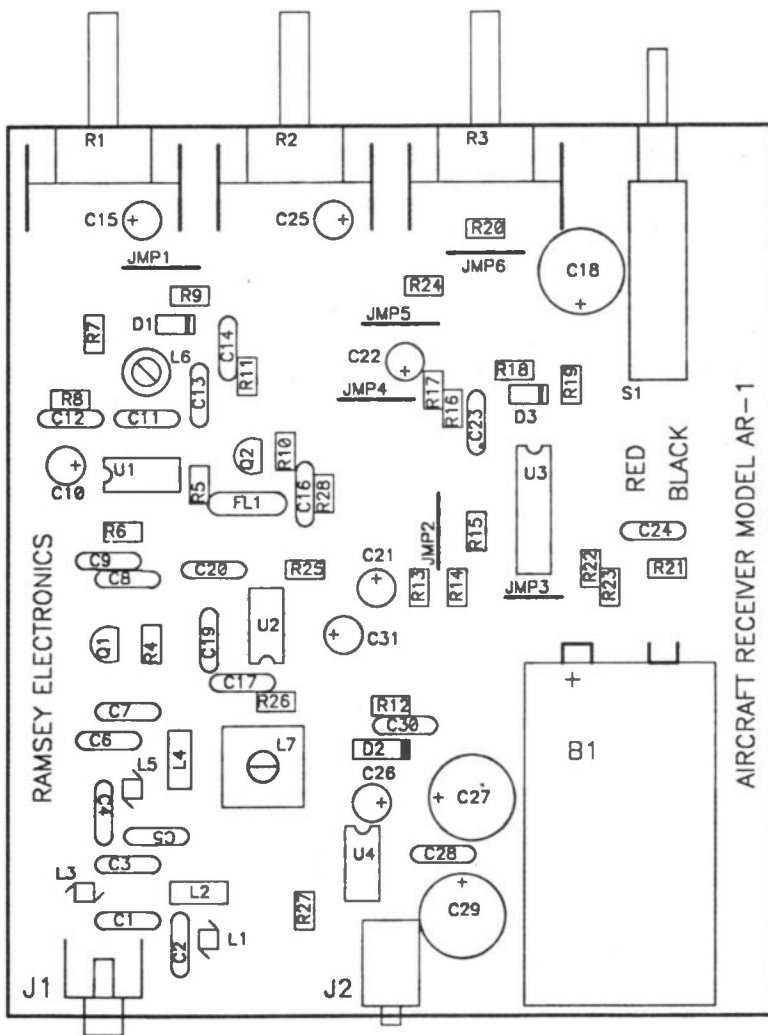 R1
R2
R3
C15
C25
R20
JMP1
JMP6
C18
R9
R24
R7
D1
C14
JMP5
L6
C22
R11
R18
R19
C13
R17
R8
JMP4
R16
D3
S1
C12
C11
C23
Q2
R10
RED
BLACK
C10
U1
R5
FL1
C16
R28
U3
R6
JMP2
R15
C24
C9
C8
C20
R25
C21
R13
R14
JMP3
R22
R23
R21
U2
Q1
R4
C19
C31
C17
R26
R12
C7
C30
C6
L4
L7
D2
B1
L5
C26
C4
C27
C5
U4
C28
C3
L3
L2
C29
C1
C2
L1
R27
J1
J2
RAMSEY ELECTRONICS
AIRCRAFT RECEIVER MODEL AR-1